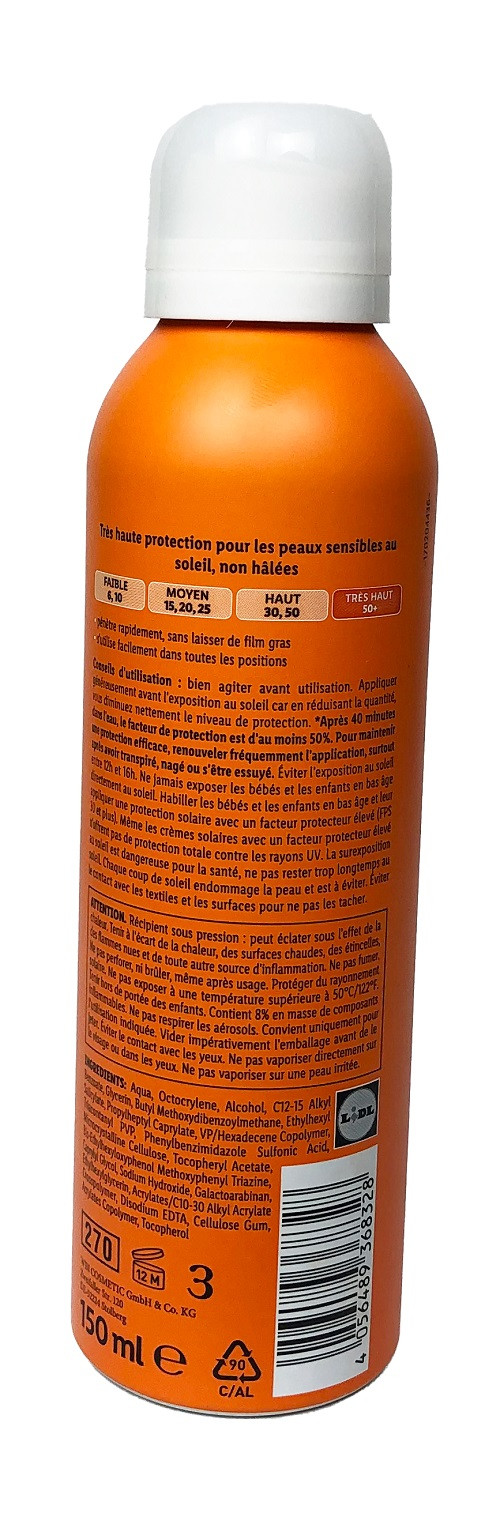 Très haute protection pour les peaux sensibles au
soleil, non hâlées
FAIBLE
6,10
MOYEN
15,20,25
HAUT
30,50
TRÈS HAUT
50+
pénètre rapidement, sans laisser de film gras
s'utilise facilement dans toutes les positions
Conseils d'utilisation : bien agiter avant utilisation. Appliquer
généreusement avant l'exposition au soleil car en réduisant la quantité,
vous diminuez nettement le niveau de protection. *Après 40 minutes
dans l'eau, le facteur de protection est d'au moins 50%. Pour maintenir
une protection efficace, renouveler fréquemment l'application, surtout
après avoir transpiré, nagé ou s'être essuyé. Éviter l'exposition au soleil
entre 12h et 16h. Ne jamais exposer les bébés et les enfants en bas âge
directement au soleil. Habiller les bébés et les enfants en bas âge et leur
appliquer une protection solaire avec un facteur protecteur élevé (FPS
30 et plus). Même les crèmes solaires avec un facteur protecteur élevé
n'offrent pas de protection totale contre les rayons UV. La surexposition
au soleil est dangereuse pour la santé, ne pas rester trop longtemps au
soleil. Chaque coup de soleil endommage la peau et est à éviter. Éviter
le contact avec les textiles et les surfaces pour ne pas les tacher.
ATTENTION. Récipient sous pression : peut éclater sous l'effet de la
chaleur. Tenir à l'écart de la chaleur, des surfaces chaudes, des étincelles,
des flammes nues et de toute autre source d'inflammation. Ne pas fumer.
Ne pas perforer, ni brûler, même après usage. Protéger du rayonnement
solaire. Ne pas exposer à une température supérieure à 50°C/122°F.
Tenir hors de portée des enfants. Contient 8% en masse de composants
inflammables. Ne pas respirer les aérosols. Convient uniquement pour
l'utilisation indiquée. Vider impérativement l'emballage avant de le
jeter. Éviter le contact avec les yeux. Ne pas vaporiser directement sur
le visage ou dans les yeux. Ne pas vaporiser sur une peau irritée.
INGREDIENTS: Aqua, Octocrylene, Alcohol, C12-15 Alkyl
Benzoate, Glycerin, Butyl Methoxydibenzoylmethane, Ethylhexyl
Salicylate, Propylheptyl Caprylate, VP/Hexadecene Copolymer,
Triacontanyl PVP, Phenylbenzimidazole Sulfonic Acid,
Microcrystalline Cellulose, Tocopheryl Acetate,
Bis-Ethylhexyloxyphenol Methoxyphenyl Triazine,
Caprylyl Glycol, Sodium Hydroxide, Galactoarabinan,
Ethylhexylglycerin, Acrylates/C10-30 Alkyl Acrylate
Crosspolymer, Disodium EDTA, Cellulose Gum,
Acrylates Copolymer, Tocopherol
LIDL
270
12 M
3
WIN COSMETIC GmbH & Co. KG
Str. 120
Stolberg
150 ml e
90
C/AL
4 056489 368328